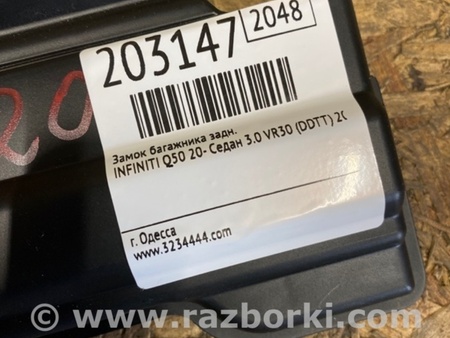 203147
2048
Замок багажника задн.
INFINITI Q50 20- Седан 3.0 VR30 (DDTT) 20
г. Одесса
www.3234444.com
20
© www.razborki.com